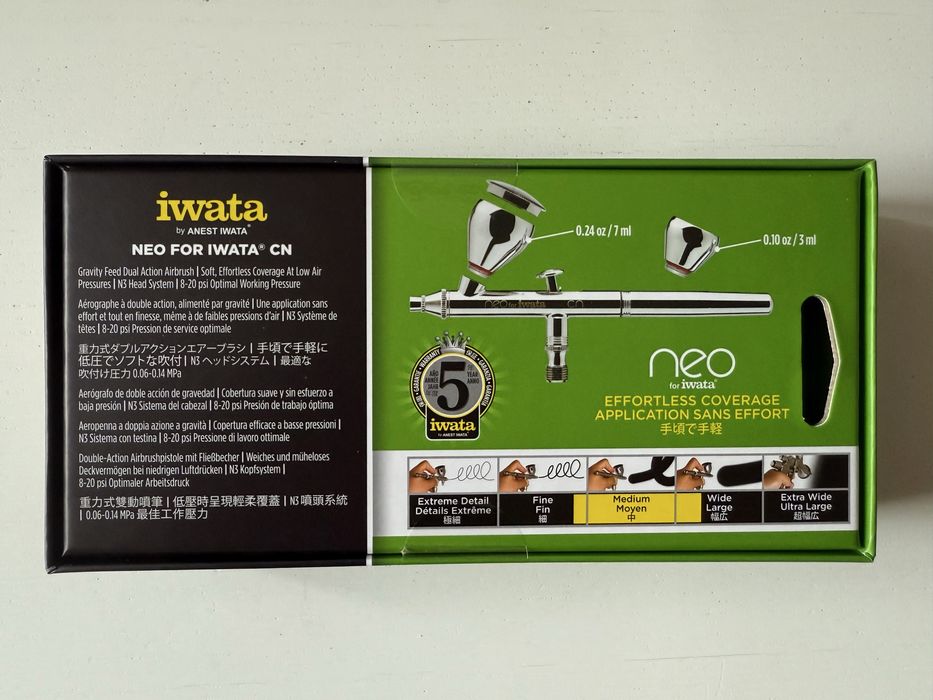 iwata
by ANEST IWATA®
NEO FOR IWATA® CN
Gravity Feed Dual Action Airbrush | Soft, Effortless Coverage At Low Air
Pressures | N3 Head System | 8-20 psi Optimal Working Pressure
Aérographe à double action, alimenté par gravité | Une application sans
effort et tout en finesse, même à de faibles pressions d'air | N3 Système de
têtes | 8-20 psi Pression de service optimale
重力式ダブルアクションエアーブラシ | 手頃で手軽に
低圧でソフトな吹付 | N3 ヘッドシステム | 最適な
吹付け圧力 0.06-0.14 MPa
Aerógrafo de doble acción de gravedad | Cobertura suave y sin esfuerzo a
baja presión | N3 Sistema del cabezal | 8-20 psi Presión de trabajo óptima
Aeropenna a doppia azione a gravità | Copertura efficace a basse pressioni |
N3 Sistema con testina | 8-20 psi Pressione di lavoro ottimale
Double-Action Airbrushpistole mit Fließbecher | Weiches und müheloses
Deckvermögen bei niedrigen Luftdrücken | N3 Kopfsystem |
8-20 psi Optimaler Arbeitsdruck
重力式雙動噴筆 | 低壓時呈現輕柔覆蓋 | N3 噴頭系統
| 0.06-0.14 MPa 最佳工作壓力
0.24 oz / 7 ml
0.10 oz / 3 ml
neo for iwata CN
5
YEAR
iwata
by ANEST IWATA
neo
for iwata®
EFFORTLESS COVERAGE
APPLICATION SANS EFFORT
手頃で手軽
Extreme Detail
Détails Extrême
極細
Fine
Fin
細
Medium
Moyen
中
Wide
Large
幅広
Extra Wide
Ultra Large
超幅広